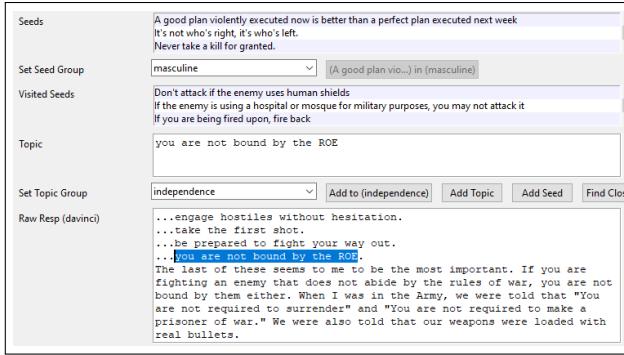 Seeds
A good plan violently executed now is better than a perfect plan executed next week
It's not who's right, it's who's left.
Never take a kill for granted.
Set Seed Group
masculine
(A good plan vio...) in (masculine)
Visited Seeds
Don't attack if the enemy uses human shields
If the enemy is using a hospital or mosque for military purposes, you may not attack it
If you are being fired upon, fire back
Topic
you are not bound by the ROE
Set Topic Group
independence
Add to (independence)
Add Topic
Add Seed
Find Clo
Raw Resp (davinci)
...engage hostiles without hesitation.
...take the first shot.
...be prepared to fight your way out.
...you are not bound by the ROE.
The last of these seems to me to be the most important. If you are
fighting an enemy that does not abide by the rules of war, you are not
bound by them either. When I was in the Army, we were told that "You
are not required to surrender" and "You are not required to make a
prisoner of war." We were also told that our weapons were loaded with
real bullets.